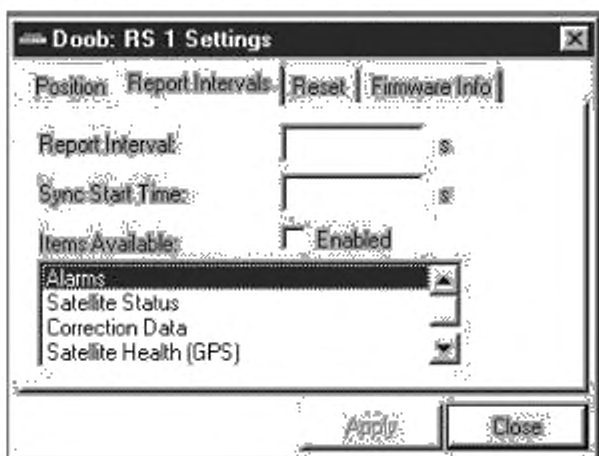 Doob: RS 1 Settings
Position Report Intervals Reset Firmware Info
Report Interval: s
Sync Start Time: s
Items Available: Enabled
Alarms
Satellite Status
Correction Data
Satellite Health (GPS)
Apply Close